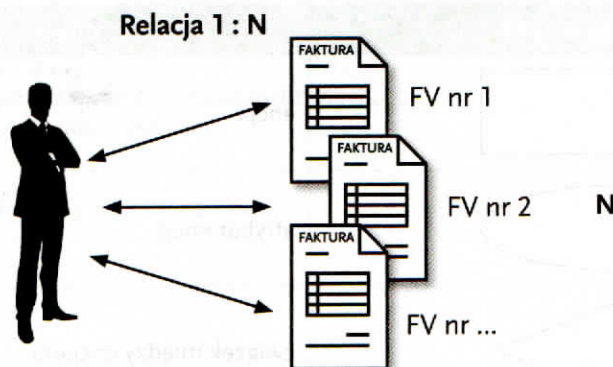 Relacja 1 : N
FAKTURA
FV nr 1
FAKTURA
FV nr 2
N
FAKTURA
FV nr ...